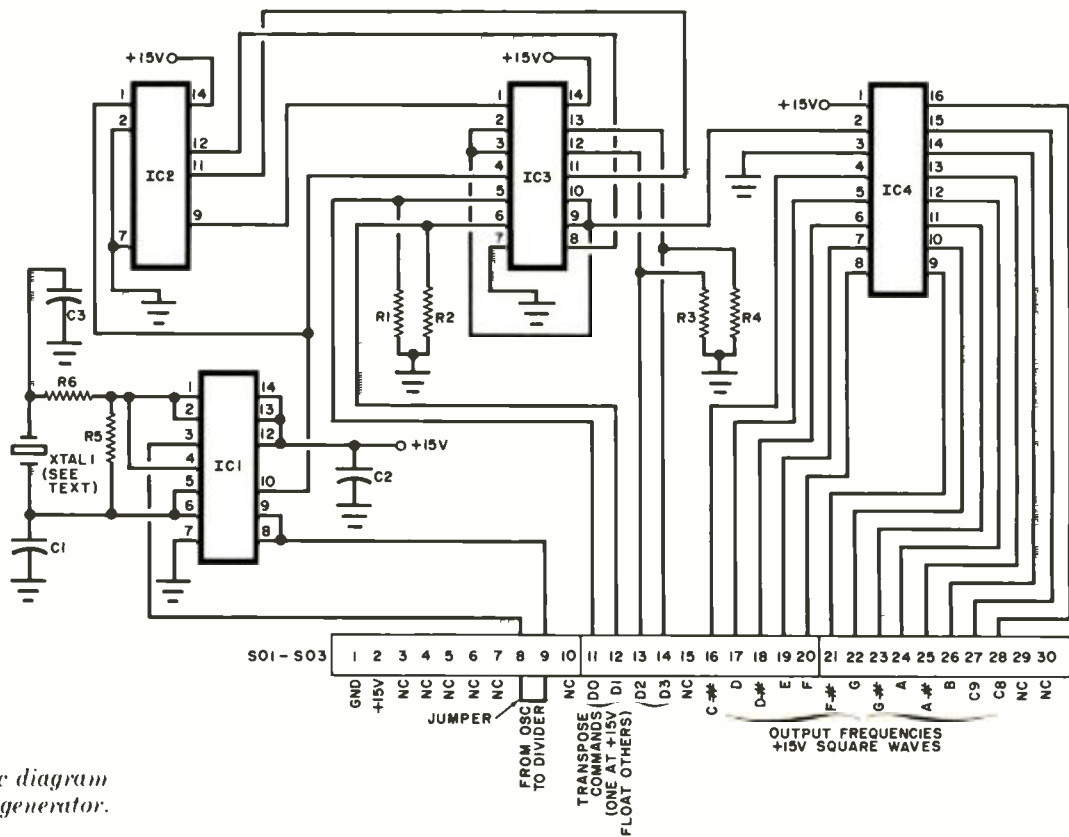 +15V
1
2
7
14
12
11
9
IC2
+15V
1
2
3
4
5
6
7
14
13
12
11
10
9
8
IC3
+15V
1
2
3
4
5
6
7
8
16
15
14
13
12
11
10
9
IC4
C3
R1
R2
R3
R4
R6
R5
XTAL 1
(SEE
TEXT)
C1
1
2
3
4
5
6
7
14
13
12
10
9
8
IC1
+15V
C2
SO1-SO3 1 2 3 4 5 6 7 8 9 10 11 12 13 14 15 16 17 18 19 20 21 22 23 24 25 26 27 28 29 30
GND
+15V
NC
NC
NC
NC
NC
JUMPER
FROM OSC
TO DIVIDER
NC
D0
D1
D2
D3
TRANSPOSE
COMMANDS
(ONE AT +15V
FLOAT OTHERS)
NC
C-#
D
D-#
E
F
F-#
G
G-#
A
A-#
B
C9
C8
NC
NC
OUTPUT FREQUENCIES
+15V SQUARE WAVES
diagram
generator.